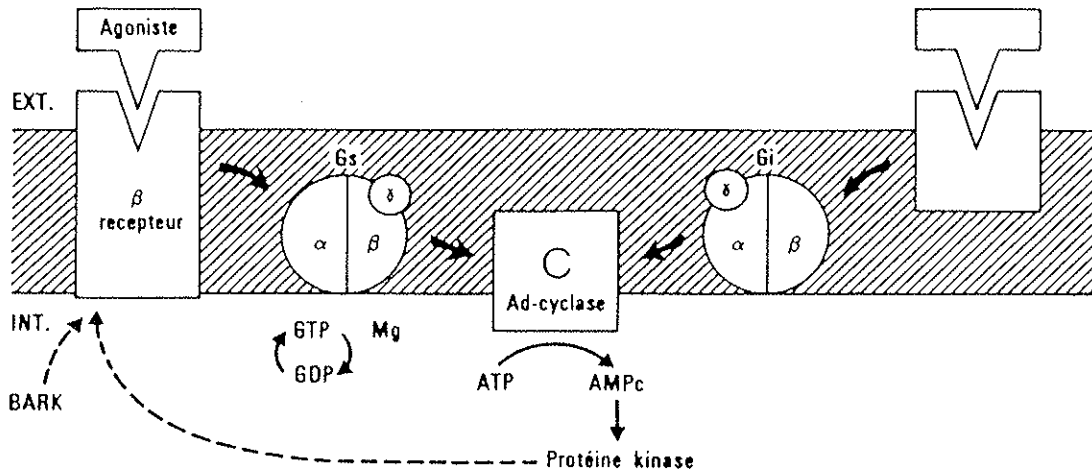 Agoniste
EXT.
β
recepteur
Gs
α
β
γ
C
Ad-cyclase
Gi
γ
α
β
INT.
GTP
Mg
GDP
BARK
ATP
AMPc
Protéine kinase